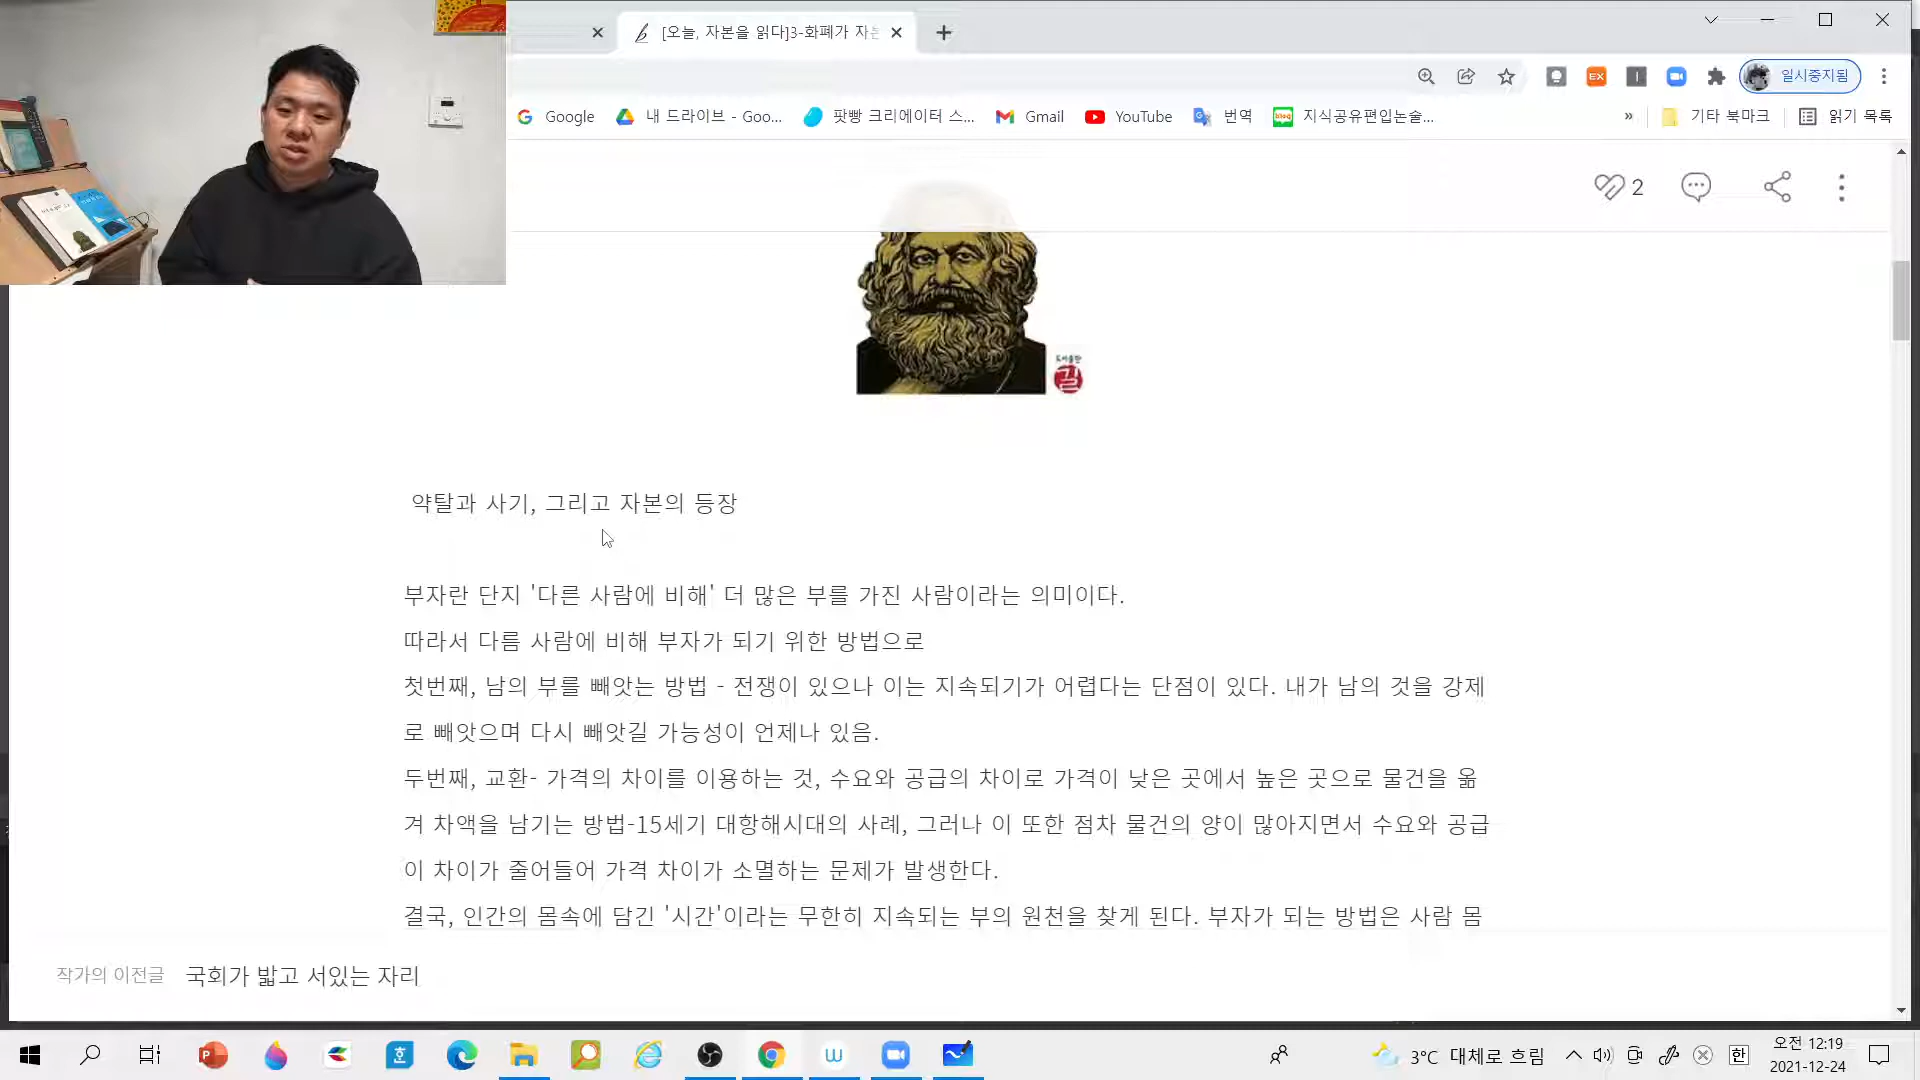 [오늘, 자본을 읽다]3-화폐가 자
일시중지됨
Google
내 드라이브 - Goo...
팟빵 크리에이터 스...
Gmail
YouTube
번역
지식공유편입논술...
»
기타 북마크
읽기 목록
2
도서출판
길
약탈과 사기, 그리고 자본의 등장
부자란 단지 '다른 사람에 비해' 더 많은 부를 가진 사람이라는 의미이다.
따라서 다름 사람에 비해 부자가 되기 위한 방법으로
첫번째, 남의 부를 빼앗는 방법 - 전쟁이 있으나 이는 지속되기가 어렵다는 단점이 있다. 내가 남의 것을 강제
로 빼앗으며 다시 빼앗길 가능성이 언제나 있음.
두번째, 교환- 가격의 차이를 이용하는 것, 수요와 공급의 차이로 가격이 낮은 곳에서 높은 곳으로 물건을 옮
겨 차액을 남기는 방법-15세기 대항해시대의 사례, 그러나 이 또한 점차 물건의 양이 많아지면서 수요와 공급
이 차이가 줄어들어 가격 차이가 소멸하는 문제가 발생한다.
결국, 인간의 몸속에 담긴 '시간'이라는 무한히 지속되는 부의 원천을 찾게 된다. 부자가 되는 방법은 사람 몸
작가의 이전글 국회가 밟고 서있는 자리
3°C 대체로 흐림
한
오전 12:19
2021-12-24